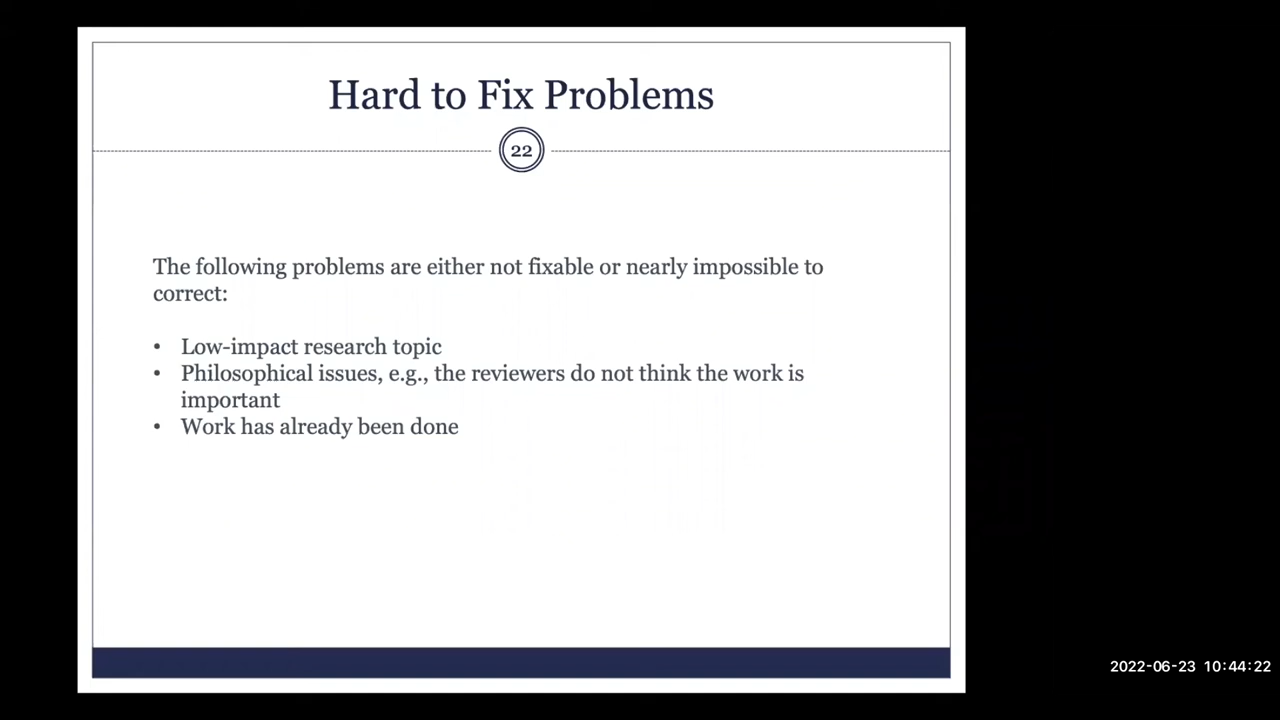 Hard to Fix Problems
22
The following problems are either not fixable or nearly impossible to
correct:
• Low-impact research topic
• Philosophical issues, e.g., the reviewers do not think the work is
important
• Work has already been done
2022-06-23 10:44:22